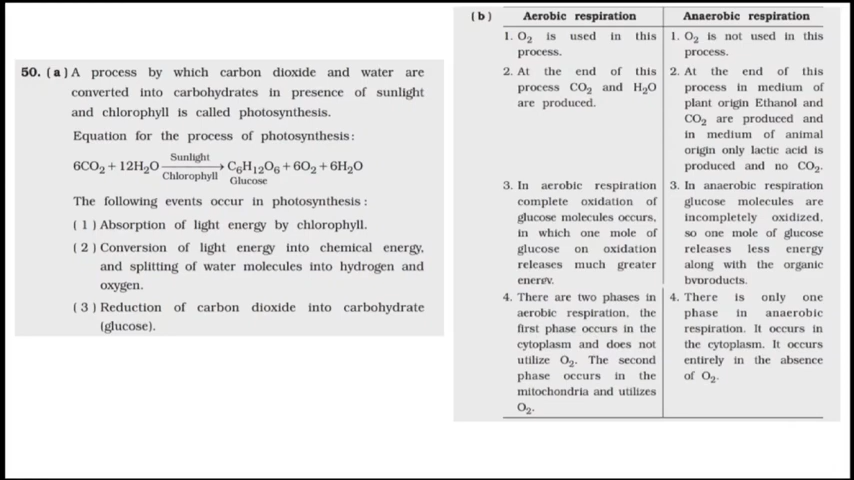 50. (a) A process by which carbon dioxide and water are
converted into carbohydrates in presence of sunlight
and chlorophyll is called photosynthesis.
Equation for the process of photosynthesis :
6CO₂ + 12H₂O Sunlight → Chlorophyll C₆H₁₂O₆ + 6O₂ + 6H₂O
Glucose
The following events occur in photosynthesis :
( 1 ) Absorption of light energy by chlorophyll.
( 2 ) Conversion of light energy into chemical energy,
and splitting of water molecules into hydrogen and
oxygen.
( 3 ) Reduction of carbon dioxide into carbohydrate
(glucose).
(b)
Aerobic respiration
1. O₂ is used in this
process.
2. At the end of this
process CO₂ and H₂O
are produced.
3. In aerobic respiration
complete oxidation of
glucose molecules occurs,
in which one mole of
glucose on oxidation
releases much greater
energy.
4. There are two phases in
aerobic respiration, the
first phase occurs in the
cytoplasm and does not
utilize O₂. The second
phase occurs in the
mitochondria and utilizes
O₂.
Anaerobic respiration
1. O₂ is not used in this
process.
2. At the end of this
process in medium of
plant origin Ethanol and
CO₂ are produced and
in medium of animal
origin only lactic acid is
produced and no CO₂.
3. In anaerobic respiration
glucose molecules are
incompletely oxidized,
so one mole of glucose
releases less energy
along with the organic
byproducts.
4. There is only one
phase in anaerobic
respiration. It occurs in
the cytoplasm. It occurs
entirely in the absence
of O₂.